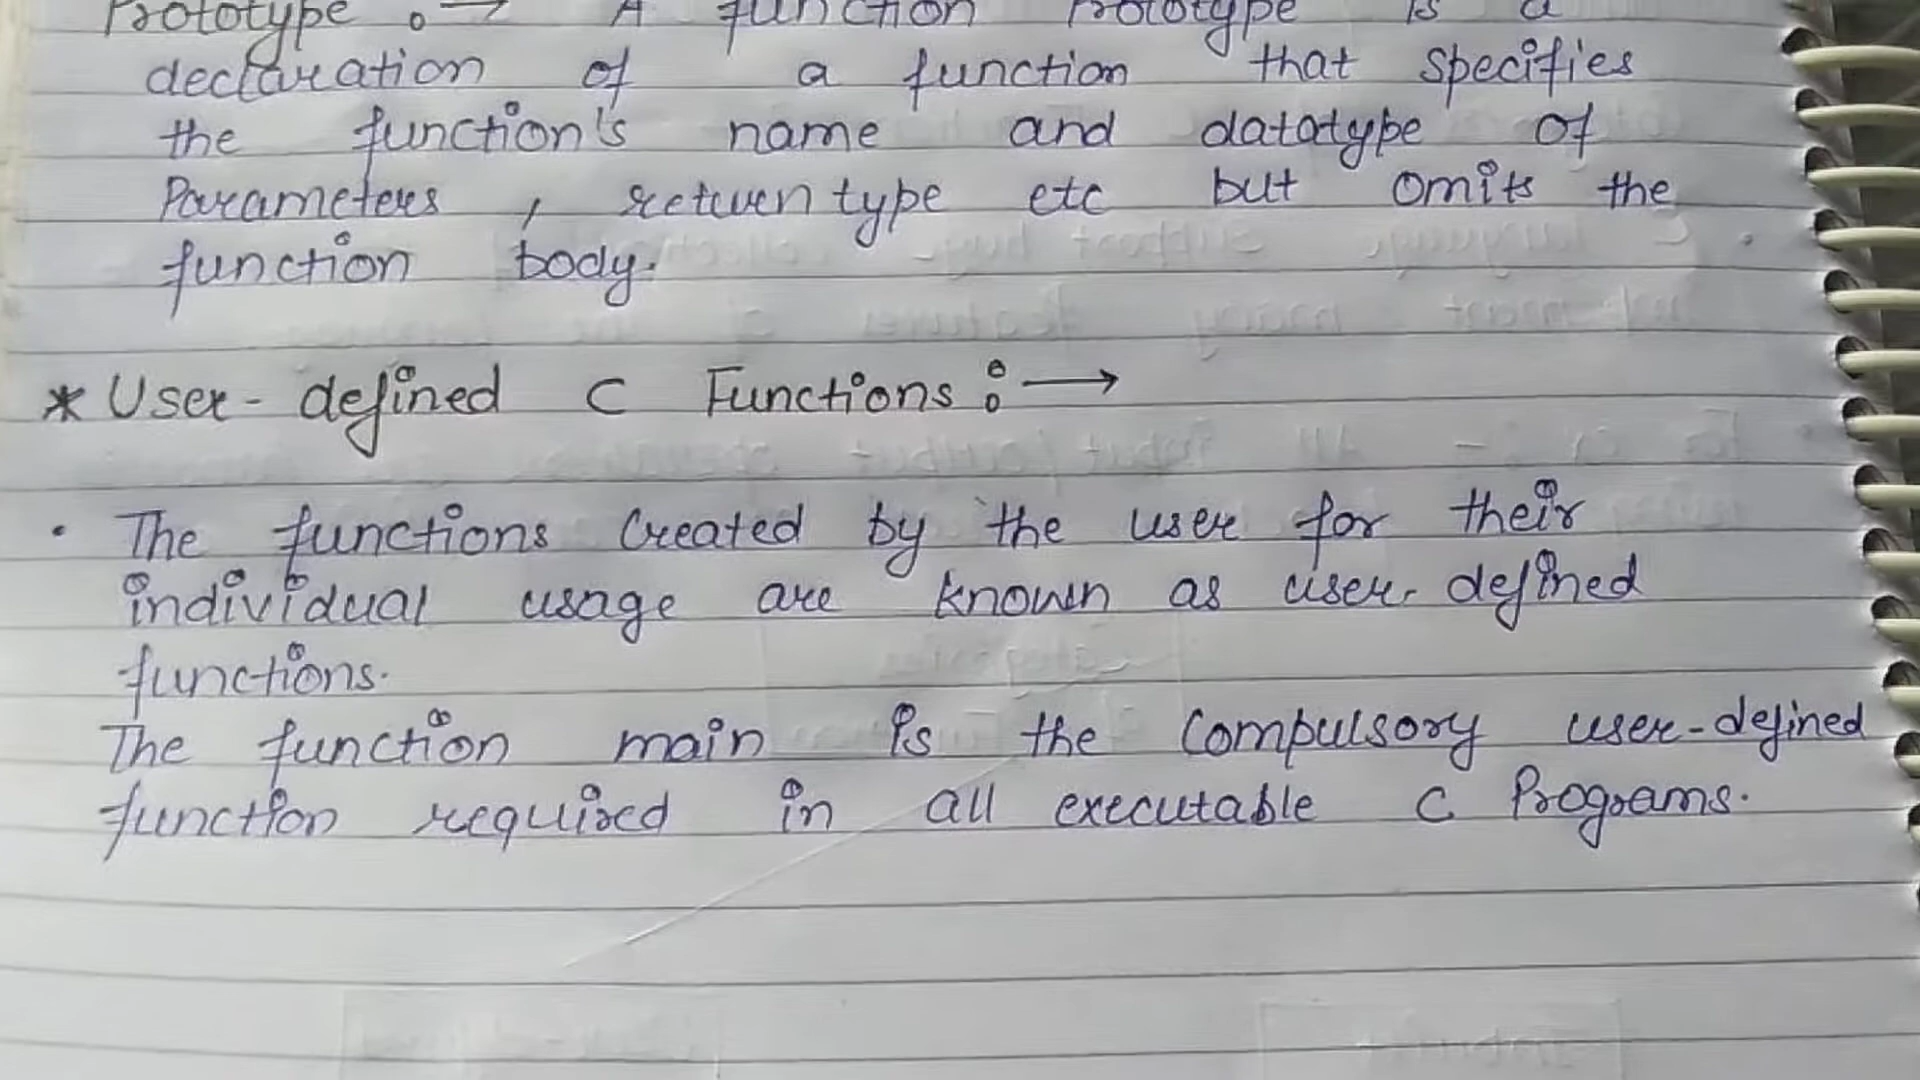 Prototype :→ A function Prototype is a
declaration of a function that specifies
the function's name and datatype of
Parameters , return type etc but omits the
function body.
* User-defined C Functions :→
• The functions Created by the user for their
individual usage are known as user-defined
functions.
The function main is the Compulsory user-defined
function required in all executable C Programs.